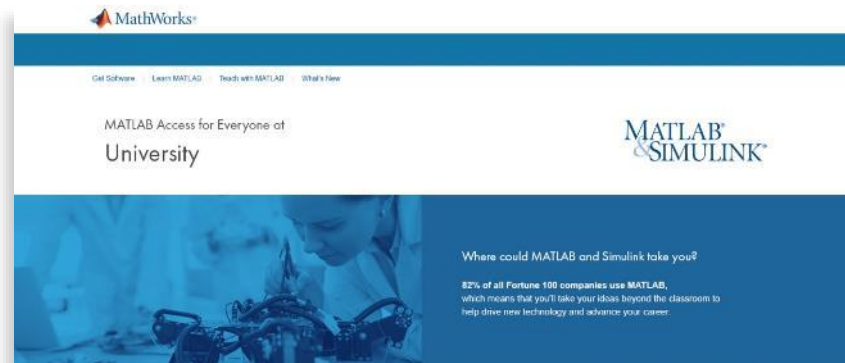 MathWorks®
Get Software Learn MATLAB Teach with MATLAB What's New
MATLAB Access for Everyone at
University
MATLAB®
&SIMULINK®
Where could MATLAB and Simulink take you?
82% of all Fortune 100 companies use MATLAB,
which means that you'll take your ideas beyond the classroom to
help drive new technology and advance your career.